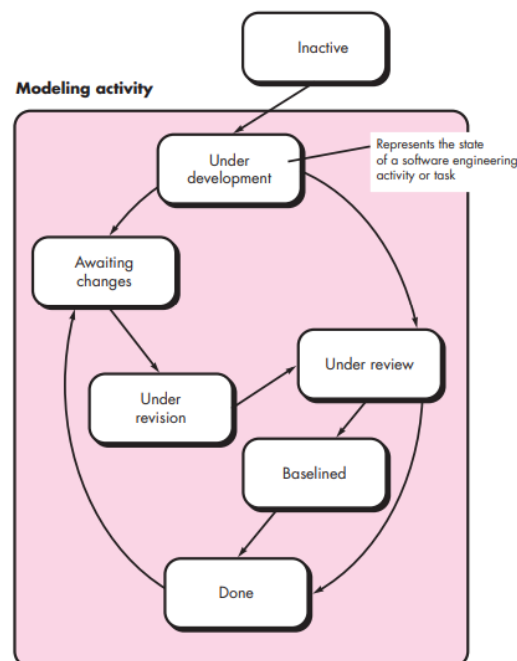 Inactive
Modeling activity
Under
development
Represents the state
of a software engineering
activity or task
Awaiting
changes
Under review
Under
revision
Baselined
Done